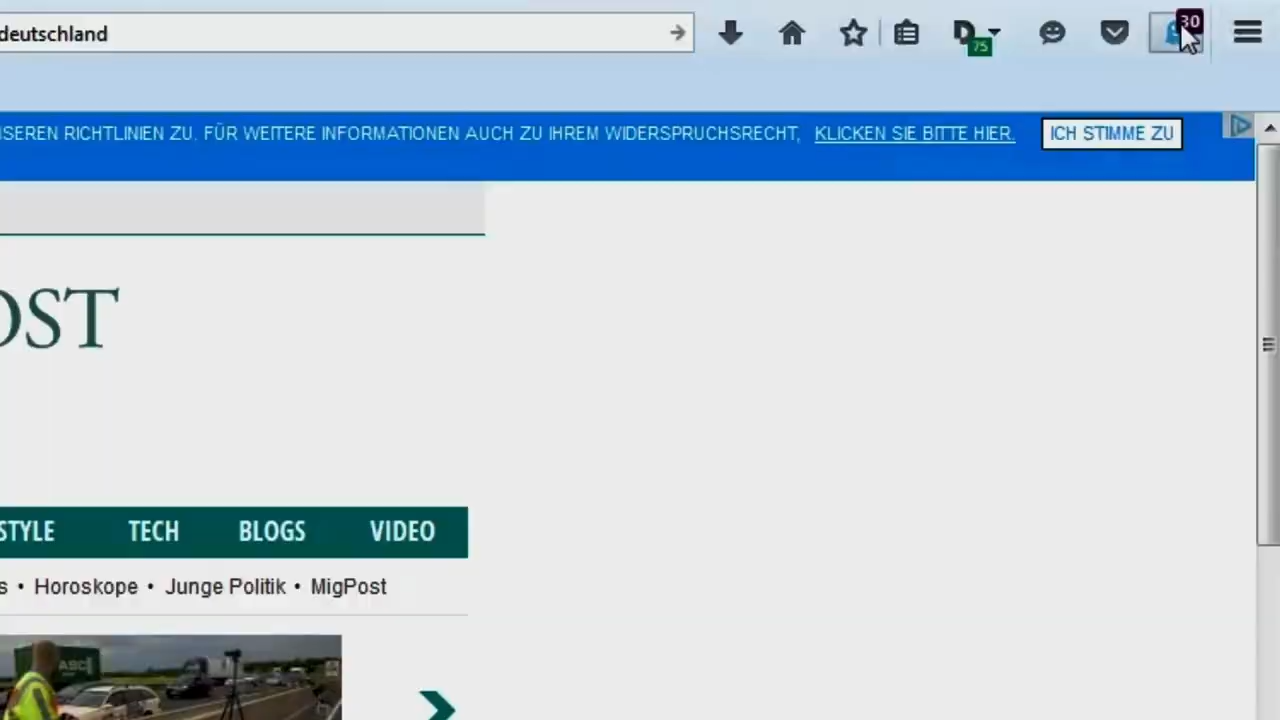 deutschland
30
75
SEREN RICHTLINIEN ZU. FÜR WEITERE INFORMATIONEN AUCH ZU IHREM WIDERSPRUCHSRECHT, KLICKEN SIE BITTE HIER. ICH STIMME ZU
OST
STYLE TECH BLOGS VIDEO
s • Horoskope • Junge Politik • MigPost
ASCI